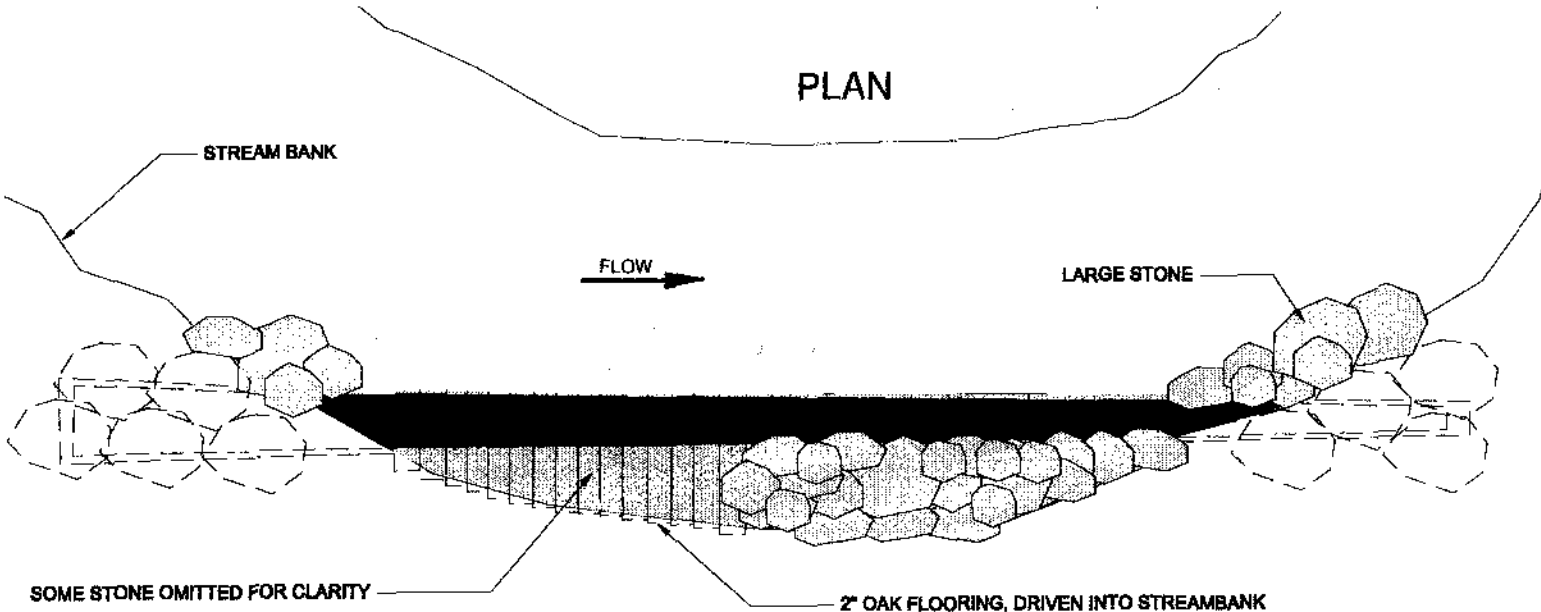 PLAN
STREAM BANK
FLOW
LARGE STONE
SOME STONE OMITTED FOR CLARITY
2" OAK FLOORING, DRIVEN INTO STREAMBANK